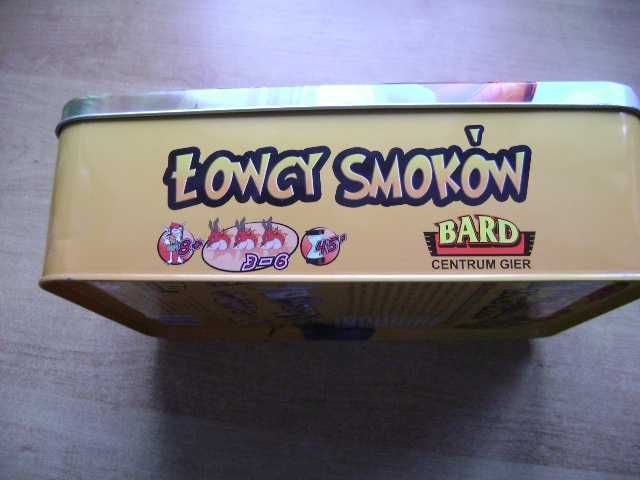 ŁOWCY SMOKÓW
8+
3-6
45'
BARD
CENTRUM GIER